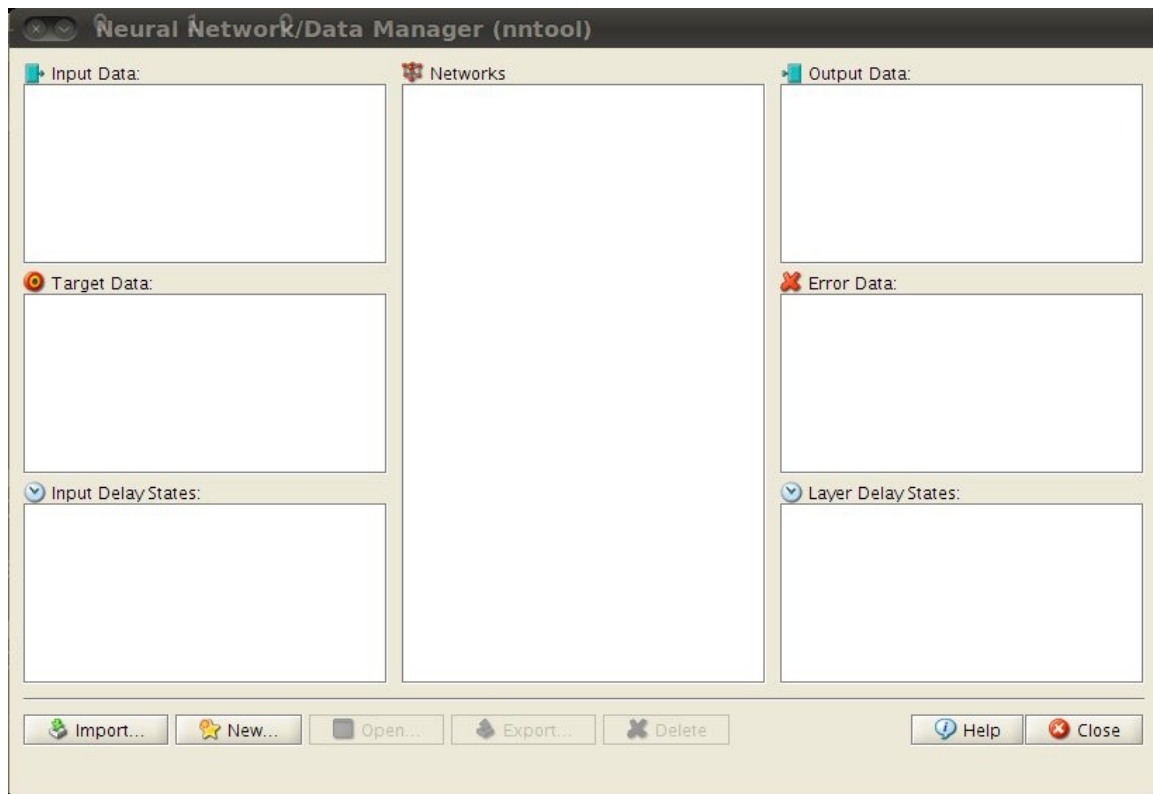 Neural Network/Data Manager (nntool)
Input Data:
Networks
Output Data:
Target Data:
Error Data:
Input Delay States:
Layer Delay States:
Import...
New...
Open...
Export...
Delete
Help
Close